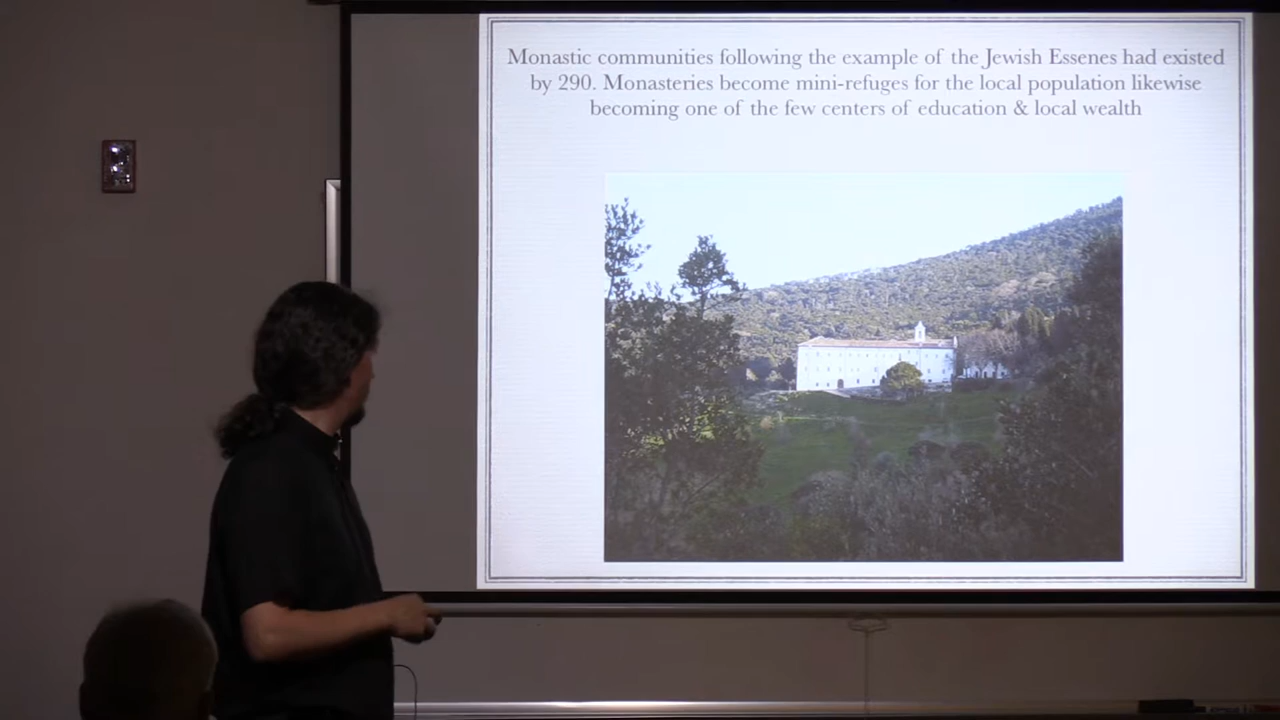 Monastic communities following the example of the Jewish Essenes had existed
by 290. Monasteries become mini-refuges for the local population likewise
becoming one of the few centers of education & local wealth